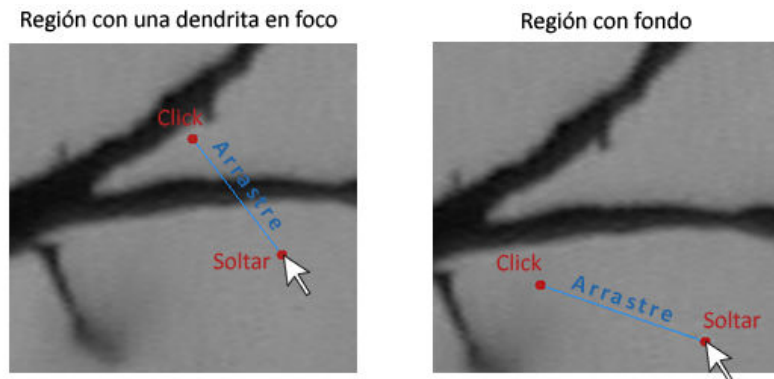 Región con una dendrita en foco
Click
Arrastre
Soltar
Región con fondo
Click
Arrastre
Soltar